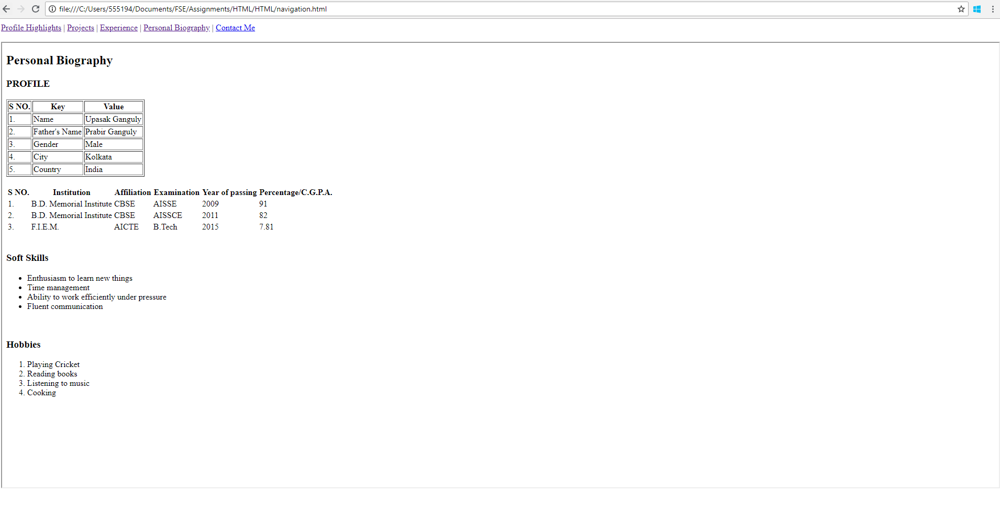 file:///C:/Users/555194/Documents/FSE/Assignments/HTML/HTML/navigation.html
Profile Highlights | Projects | Experience | Personal Biography | Contact Me
Personal Biography
PROFILE
S NO. Key Value
1. Name Upasak Ganguly
2. Father's Name Prabir Ganguly
3. Gender Male
4. City Kolkata
5. Country India
S NO. Institution Affiliation Examination Year of passing Percentage/C.G.P.A.
1. B.D. Memorial Institute CBSE AISSE 2009 91
2. B.D. Memorial Institute CBSE AISSCE 2011 82
3. F.I.E.M. AICTE B.Tech 2015 7.81
Soft Skills
• Enthusiasm to learn new things
• Time management
• Ability to work efficiently under pressure
• Fluent communication
Hobbies
1. Playing Cricket
2. Reading books
3. Listening to music
4. Cooking